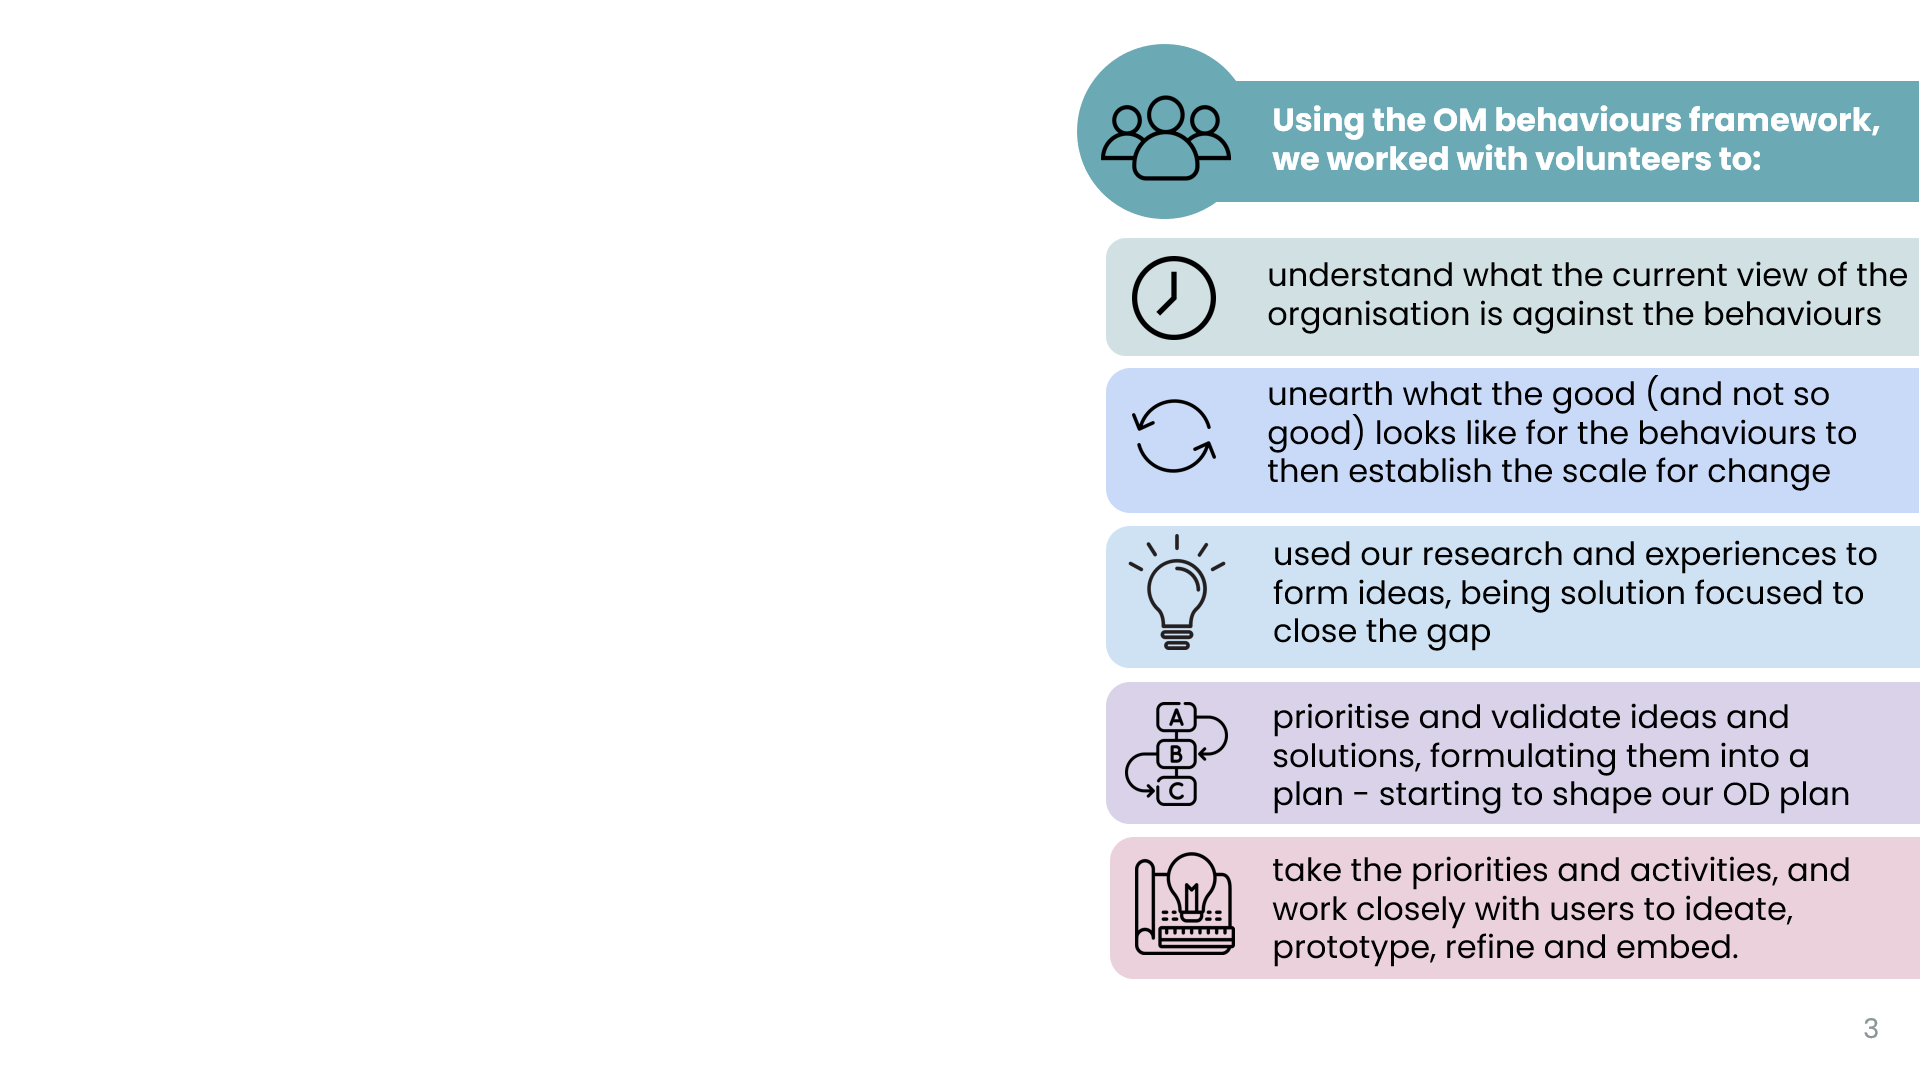 Using the OM behaviours framework,
we worked with volunteers to:
understand what the current view of the
organisation is against the behaviours
unearth what the good (and not so
good) looks like for the behaviours to
then establish the scale for change
used our research and experiences to
form ideas, being solution focused to
close the gap
A
B
C
prioritise and validate ideas and
solutions, formulating them into a
plan - starting to shape our OD plan
take the priorities and activities, and
work closely with users to ideate,
prototype, refine and embed.
3